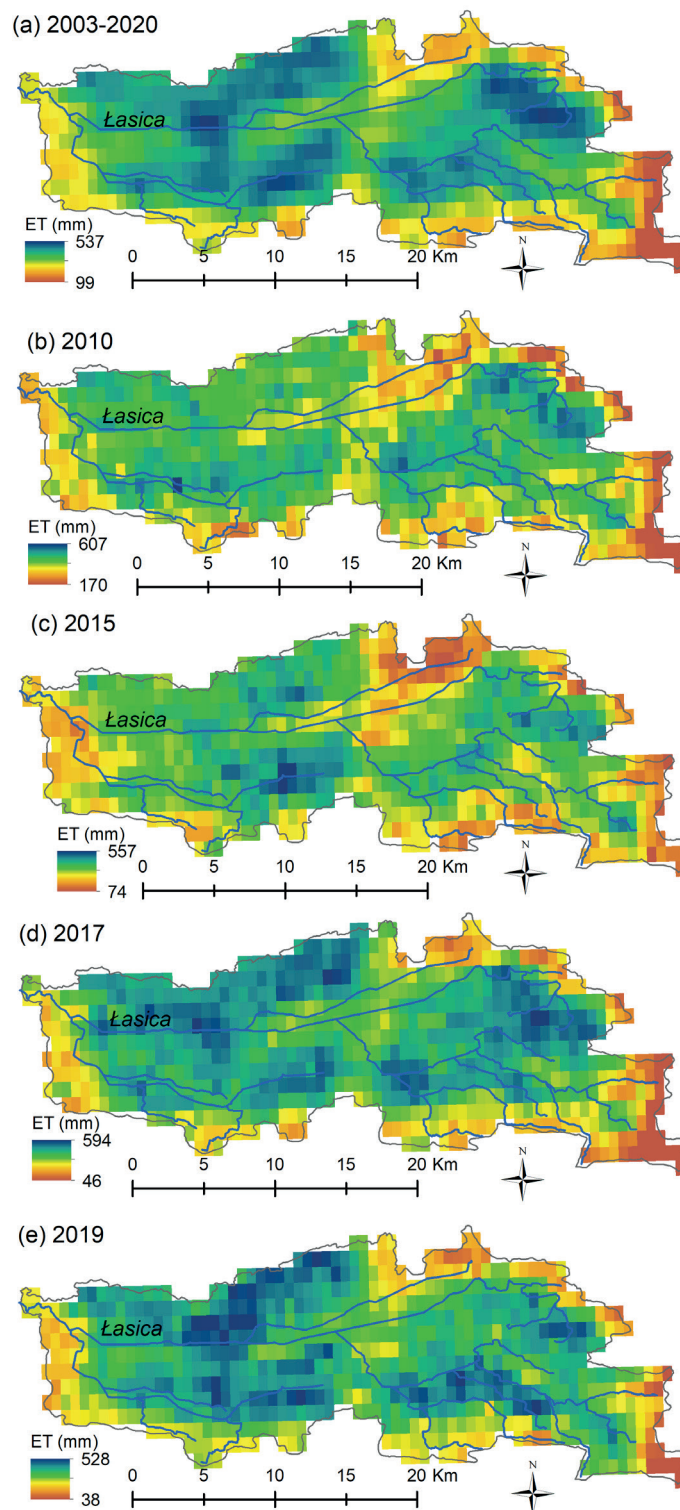 (a) 2003-2020
Łasica
ET (mm)
537
99
0 5 10 15 20 Km
N
(b) 2010
Łasica
ET (mm)
607
170
0 5 10 15 20 Km
N
(c) 2015
Łasica
ET (mm)
557
74
0 5 10 15 20 Km
N
(d) 2017
Łasica
ET (mm)
594
46
0 5 10 15 20 Km
N
(e) 2019
Łasica
ET (mm)
528
38
0 5 10 15 20 Km
N